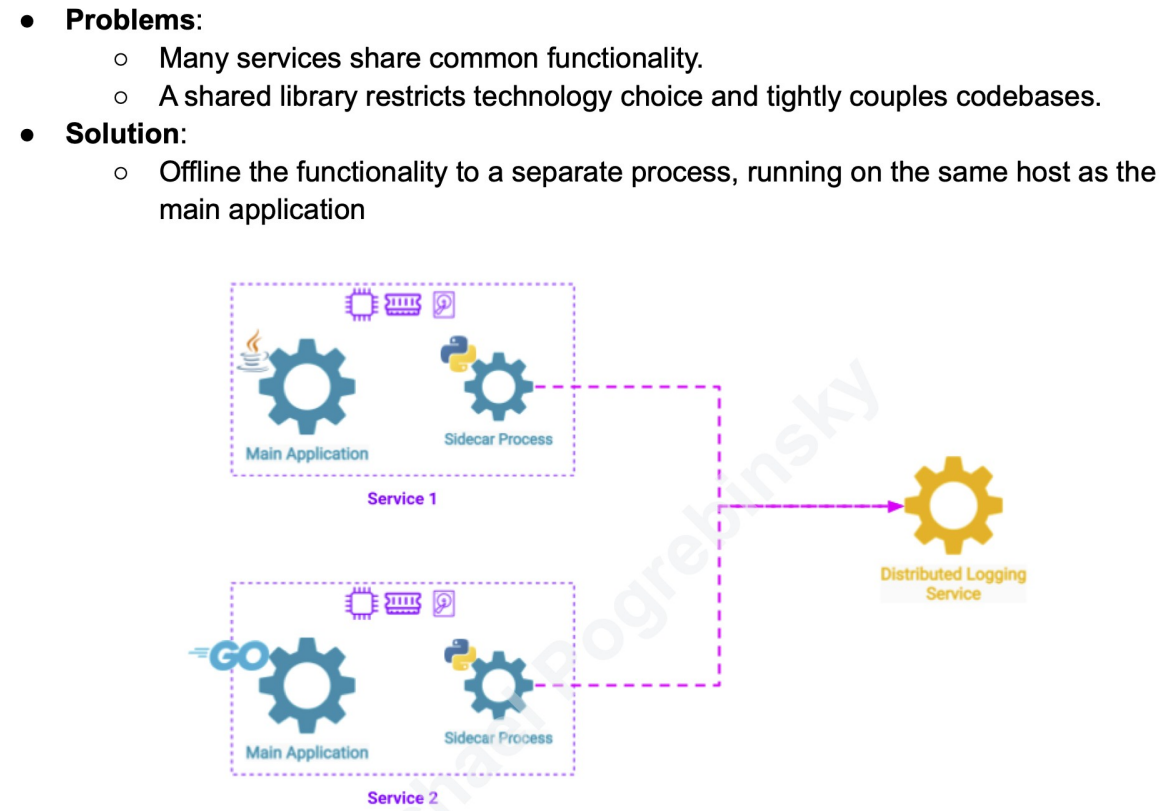 ● Problems:
○ Many services share common functionality.
○ A shared library restricts technology choice and tightly couples codebases.
● Solution:
○ Offline the functionality to a separate process, running on the same host as the
main application
Main Application
Sidecar Process
Service 1
Distributed Logging
Service
GO
Main Application
Sidecar Process
Service 2
Pogrebinsky